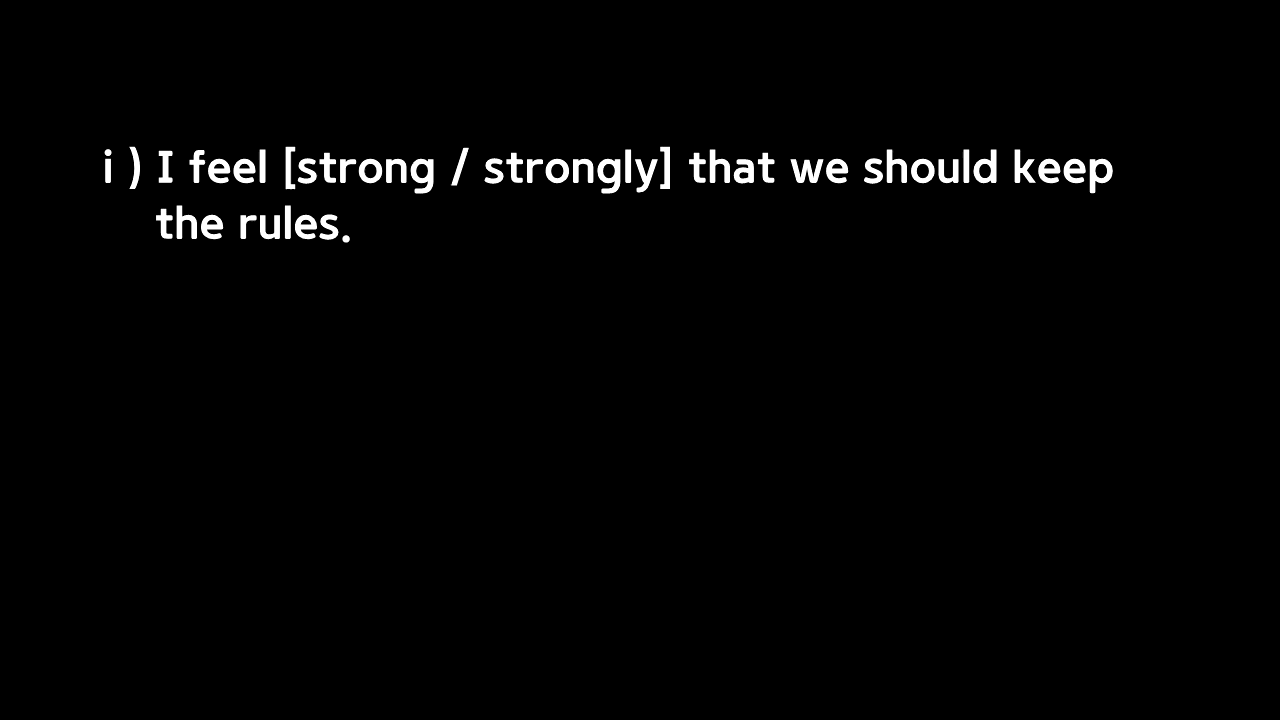 i ) I feel [strong / strongly] that we should keep
the rules.